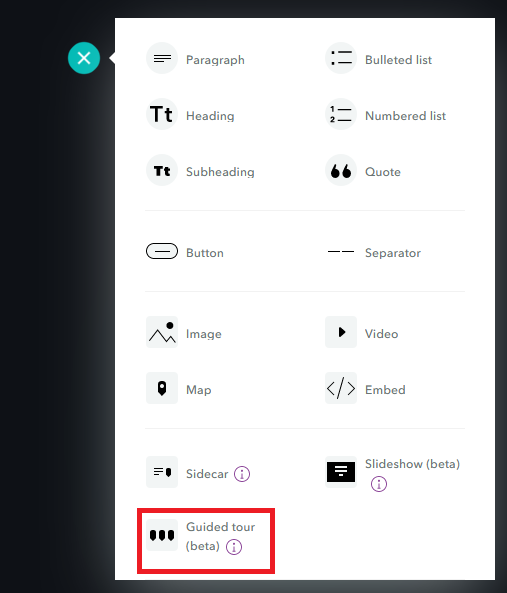 Paragraph
Bulleted list
Tt Heading
1
2 Numbered list
Tt Subheading
Quote
Button
Separator
Image
Video
Map
</> Embed
Sidecar
Slideshow (beta)
Guided tour
(beta)